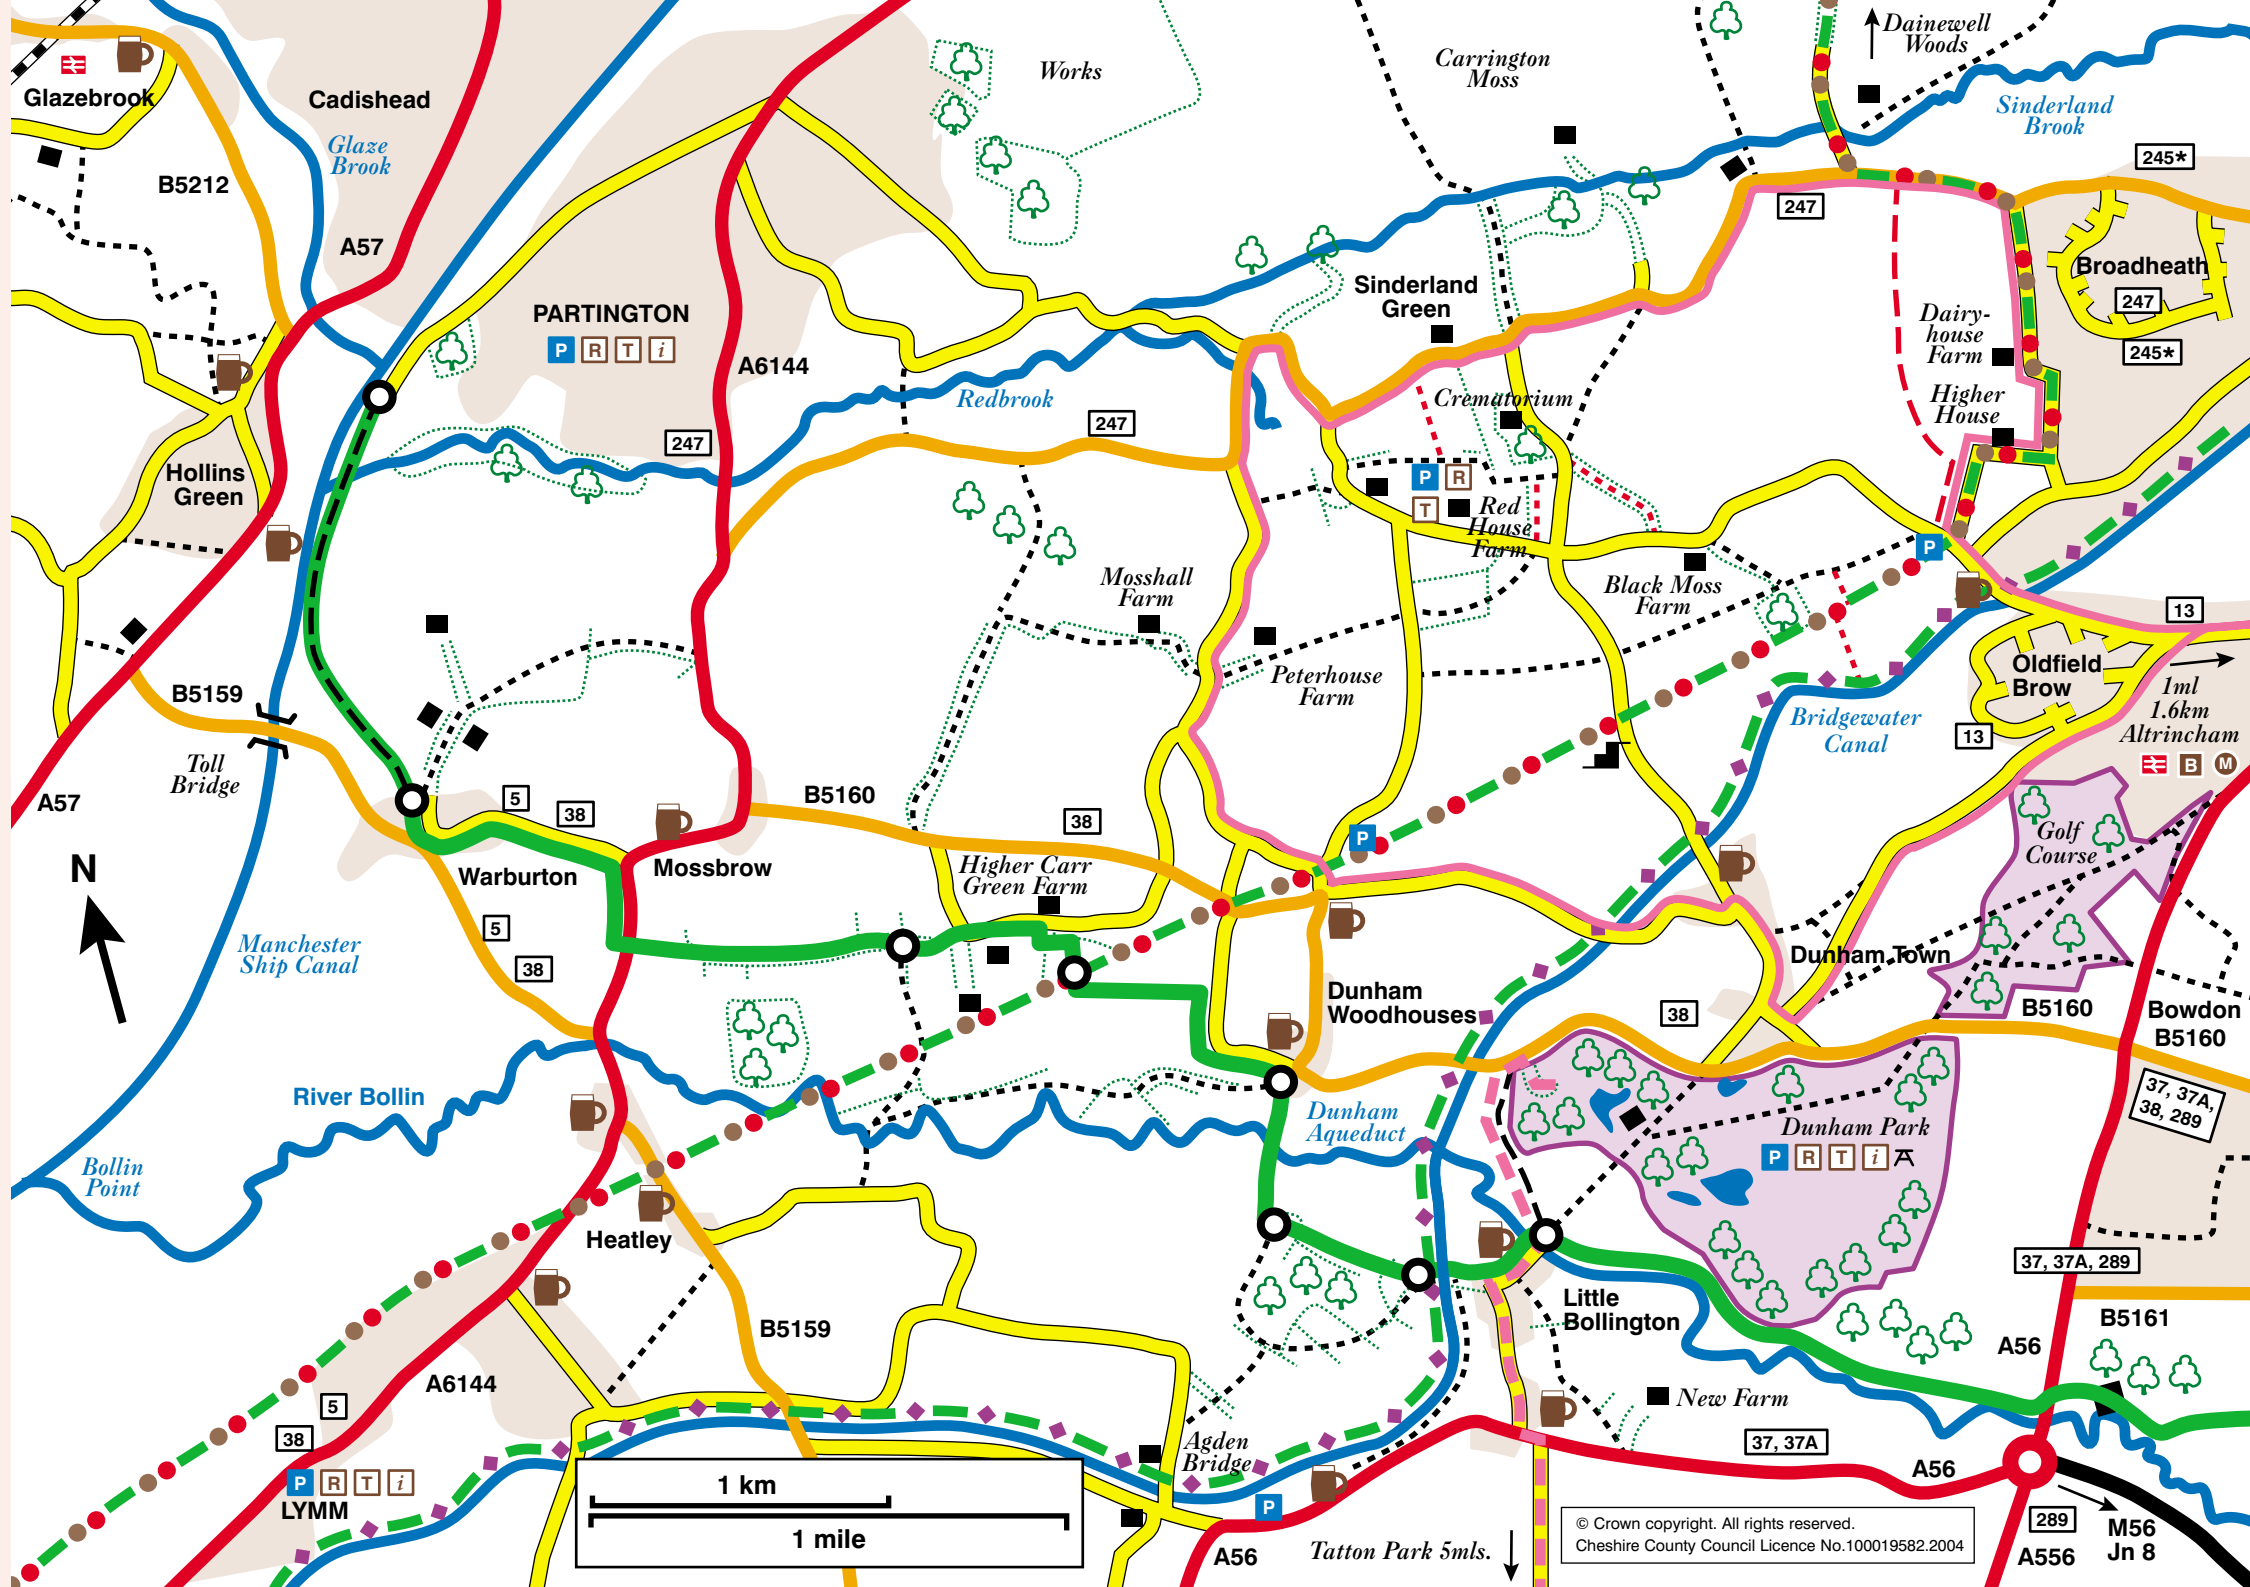 Dainewell
Woods
Works
Carrington
Moss
Glazebrook
Cadishead
Sinderland
Brook
Glaze
Brook
245*
B5212
247
A57
Broadheath
Sinderland
Green
247
PARTINGTON
P R T i
Dairy-
house
Farm
245*
A6144
Redbrook
Crematorium
Higher
House
247
247
Hollins
Green
P R
T
Red
House
Farm
P
Mosshall
Farm
Black Moss
Farm
13
Oldfield
Brow
B5159
Peterhouse
Farm
1ml
1.6km
Altrincham
B M
Bridgewater
Canal
13
Toll
Bridge
A57
5
38
B5160
38
P
Golf
Course
N
Warburton
Mossbrow
Higher Carr
Green Farm
5
38
Manchester
Ship Canal
Dunham Town
Dunham
Woodhouses
38
B5160
Bowdon
B5160
River Bollin
37, 37A,
38, 289
Dunham
Aqueduct
Dunham Park
P R T i
Bollin
Point
Heatley
37, 37A, 289
Little
Bollington
B5159
B5161
A56
A6144
5
New Farm
38
37, 37A
Agden
Bridge
A56
P R T i
LYMM
1 km
P
1 mile
© Crown copyright. All rights reserved.
Cheshire County Council Licence No.100019582.2004
289
M56
Jn 8
A56
Tatton Park 5mls.
A556